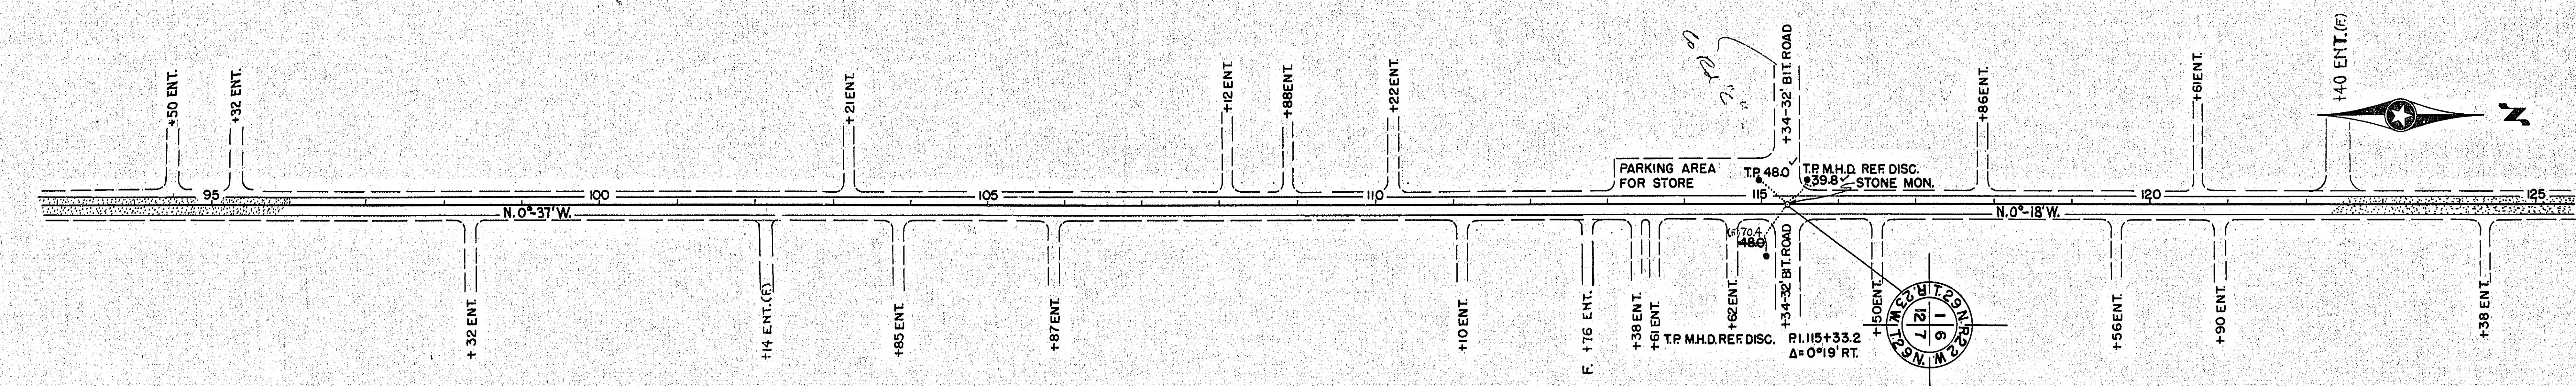 +50 ENT.
+32 ENT.
+21 ENT.
+12 ENT.
+88 ENT.
+22 ENT.
+34-32' BIT. ROAD
+86 ENT.
+61 ENT.
+40 ENT.(F.)
N
PARKING AREA
FOR STORE
T.P. 48.0
T.P. M.H.D. REF. DISC.
39.8
STONE MON.
95
100
105
110
115
120
125
N. 0°-37' W.
N. 0°-18' W.
(F) 70.4
48.0
+32 ENT.
+14 ENT.(F.)
+85 ENT.
+87 ENT.
+10 ENT.
F. +76 ENT.
+38 ENT.
+61 ENT.
+62 ENT.
+34-32' BIT. ROAD
+50 ENT.
+56 ENT.
+90 ENT.
+38 ENT.
T.P. M.H.D. REF. DISC.
P.I. 115+33.2
Δ= 0°19' RT.
T.29 N. R.22 W.
T.29 N. R.23 W.
1 6
12 7